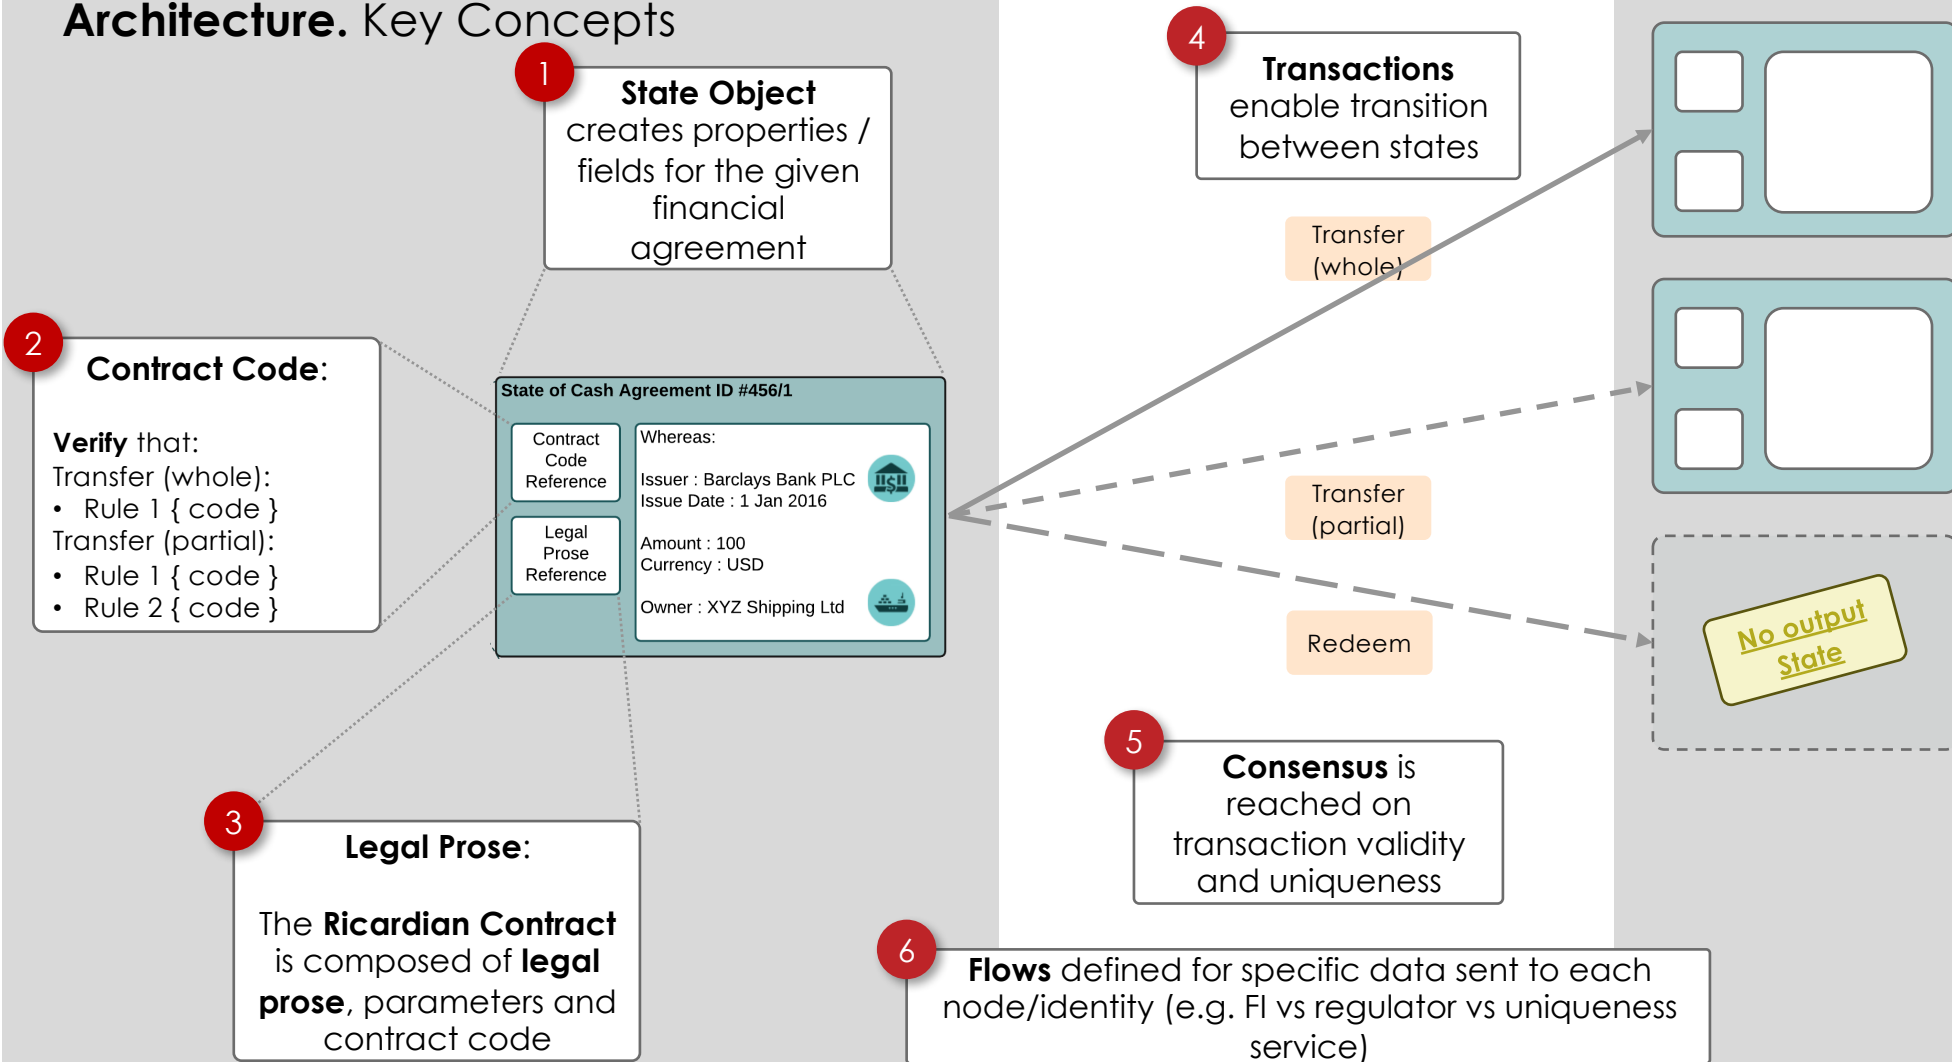 Architecture. Key Concepts
1
State Object
creates properties /
fields for the given
financial
agreement
2
Contract Code:
Verify that:
Transfer (whole):
• Rule 1 { code }
Transfer (partial):
• Rule 1 { code }
• Rule 2 { code }
State of Cash Agreement ID #456/1
Contract
Code
Reference
Legal
Prose
Reference
Whereas:
Issuer : Barclays Bank PLC
Issue Date : 1 Jan 2016
Amount : 100
Currency : USD
Owner : XYZ Shipping Ltd
$
3
Legal Prose:
The Ricardian Contract
is composed of legal
prose, parameters and
contract code
4
Transactions
enable transition
between states
Transfer
(whole)
Transfer
(partial)
Redeem
No output
State
5
Consensus is
reached on
transaction validity
and uniqueness
6
Flows defined for specific data sent to each
node/identity (e.g. FI vs regulator vs uniqueness
service)